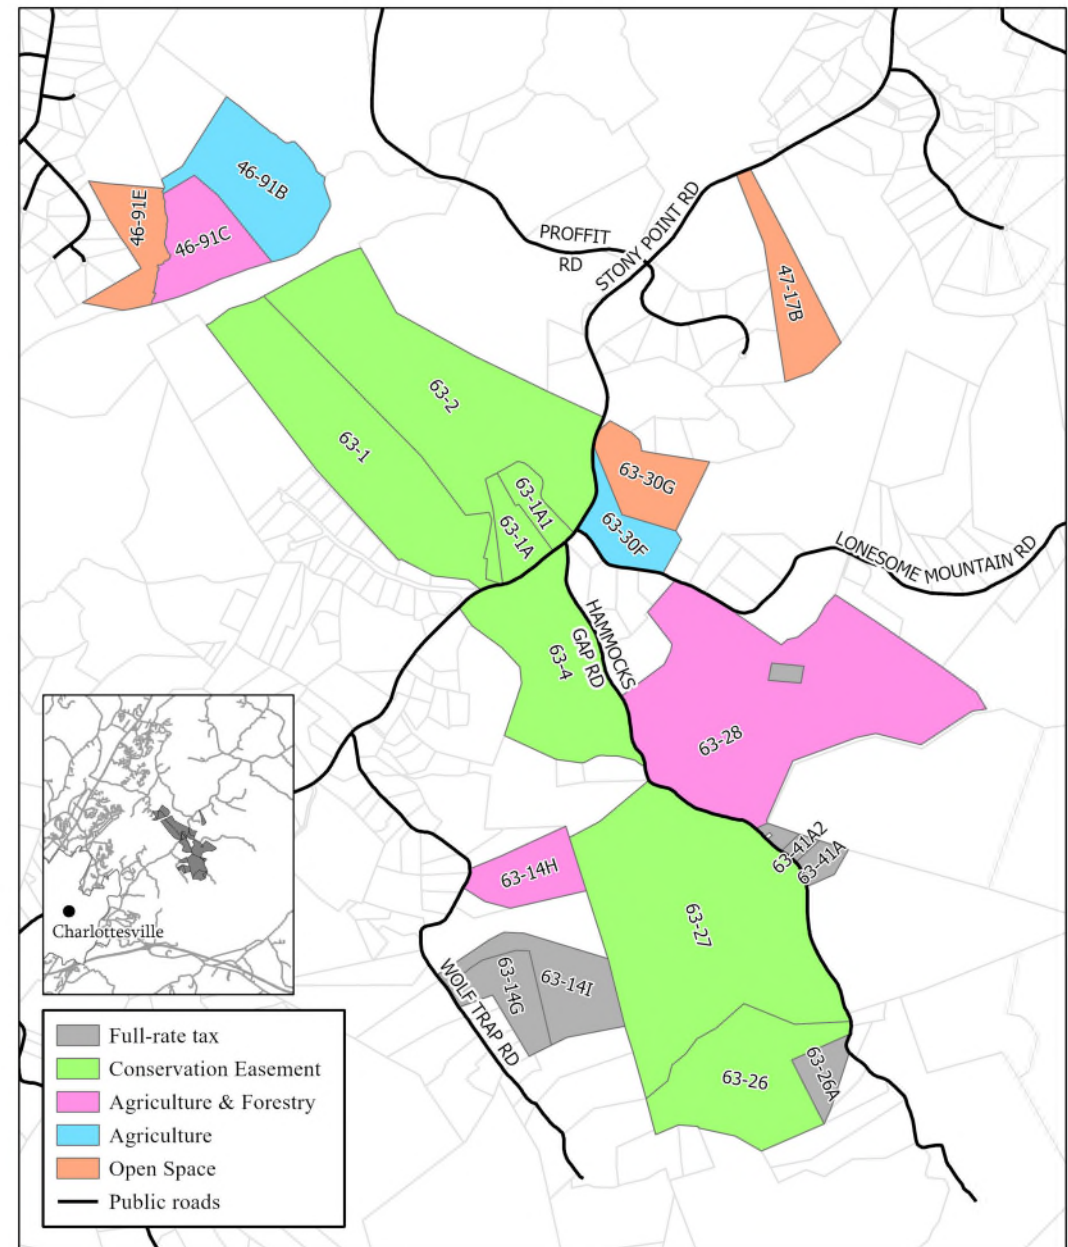 46-91B
46-91E
46-91C
PROFFIT
RD
STONY POINT RD
47-17B
63-2
63-1
63-30G
63-1A1
63-1A
63-30F
LONESOME MOUNTAIN RD
HAMMOCKS
GAP RD
63-4
63-28
63-41A2
63-41A
63-14H
63-27
63-14G
63-14I
WOLF TRAP RD
63-26
63-26A
Charlottesville
Full-rate tax
Conservation Easement
Agriculture & Forestry
Agriculture
Open Space
Public roads